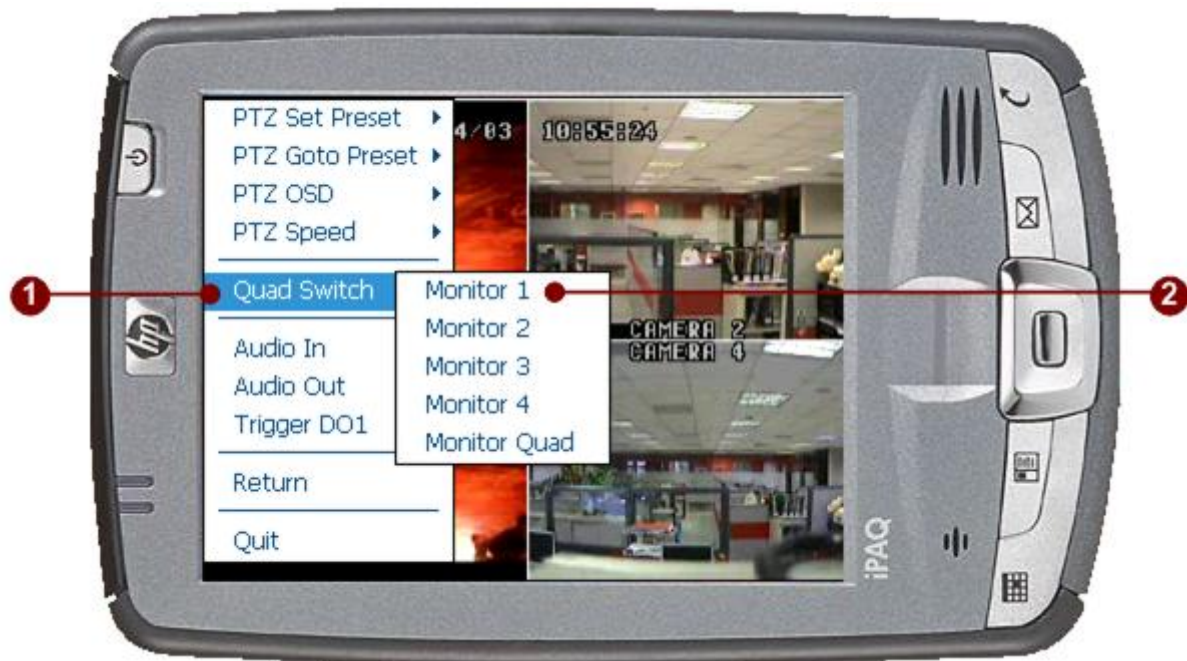 PTZ Set Preset
PTZ Goto Preset
PTZ OSD
PTZ Speed
Quad Switch
Audio In
Audio Out
Trigger DO1
Return
Quit
Monitor 1
Monitor 2
Monitor 3
Monitor 4
Monitor Quad
4/03
10:55:24
CAMERA 2
CAMERA 4
1
2
hp
iPAQ